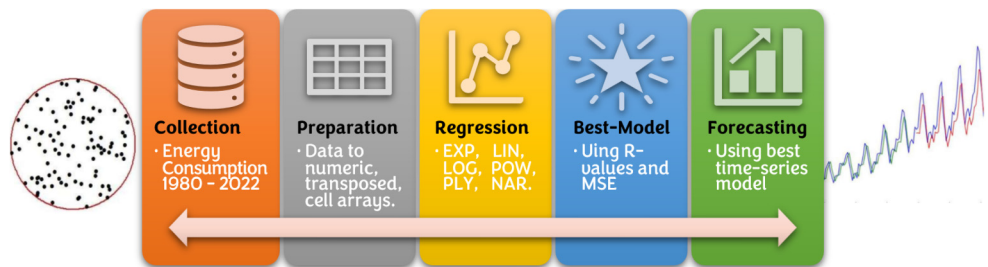 Collection
· Energy
Consumption
1980 – 2022
Preparation
· Data to
numeric,
transposed,
cell arrays.
Regression
· EXP, LIN,
LOG, POW,
PLY, NAR.
Best-Model
· Uing R-
values and
MSE
Forecasting
· Using best
time-series
model